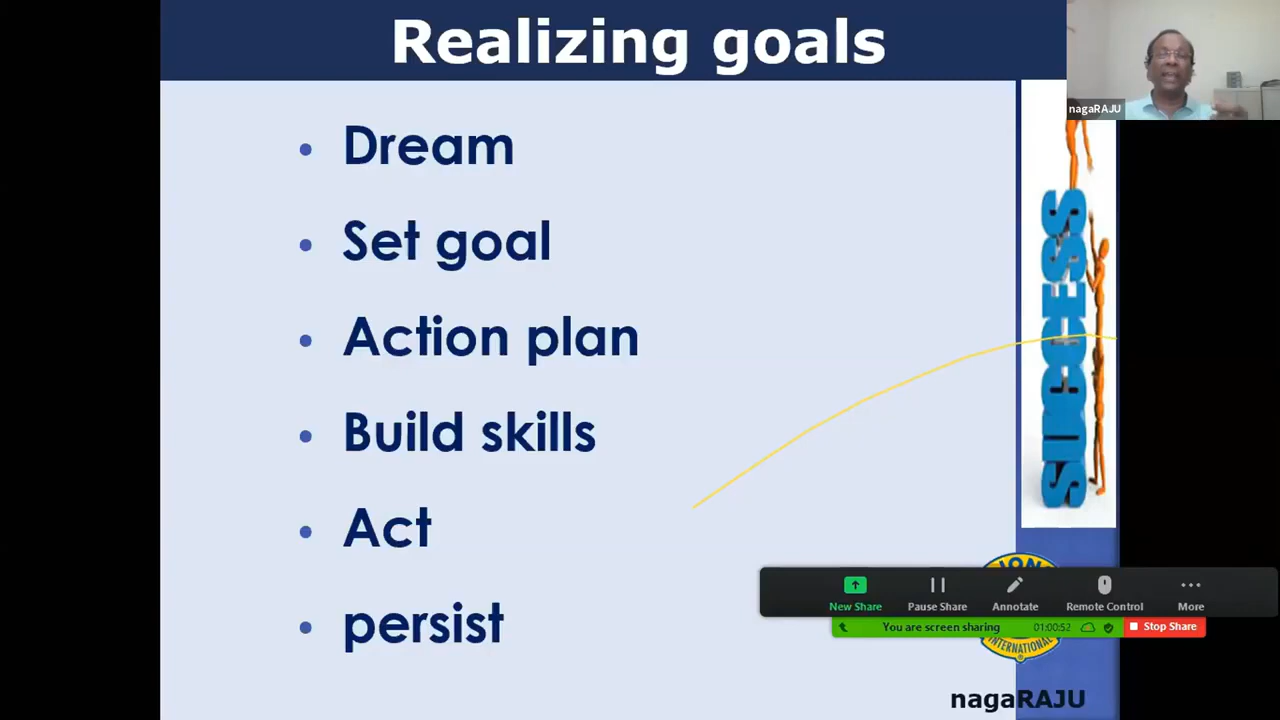 Realizing goals
nagaRAJU
• Dream
• Set goal
• Action plan
• Build skills
• Act
• persist
SUCCESS
New Share
Pause Share
Annotate
Remote Control
More
You are screen sharing
01:00:52
Stop Share
INTERNATIONAL
nagaRAJU